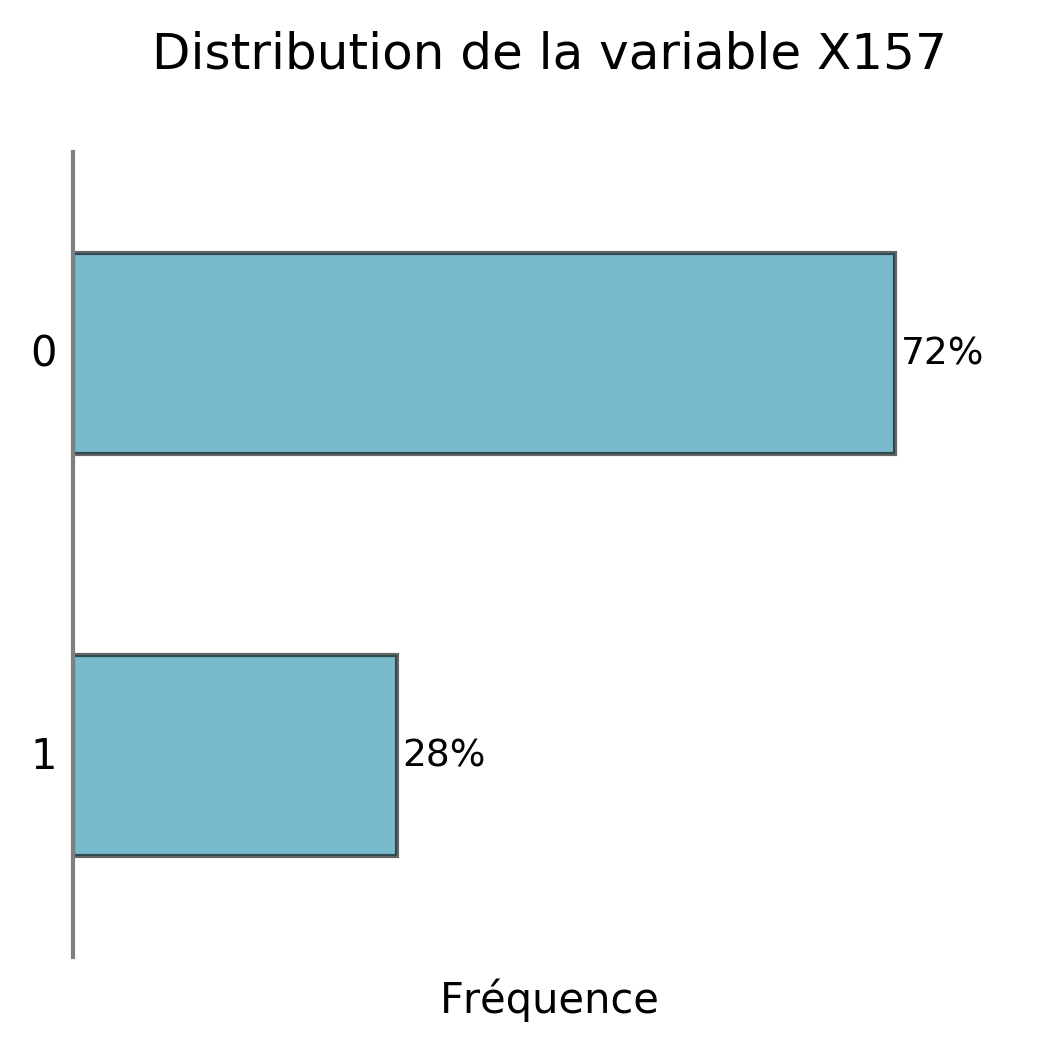 Distribution de la variable X157
0
72%
1
28%
Fréquence